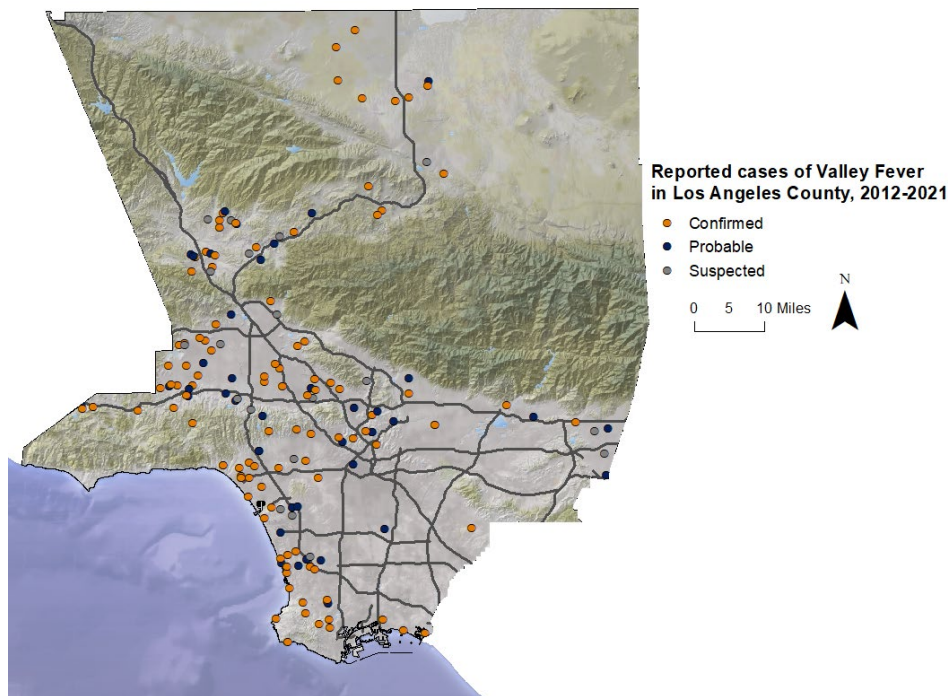 Reported cases of Valley Fever
in Los Angeles County, 2012-2021
Confirmed
Probable
Suspected
N
0 5 10 Miles